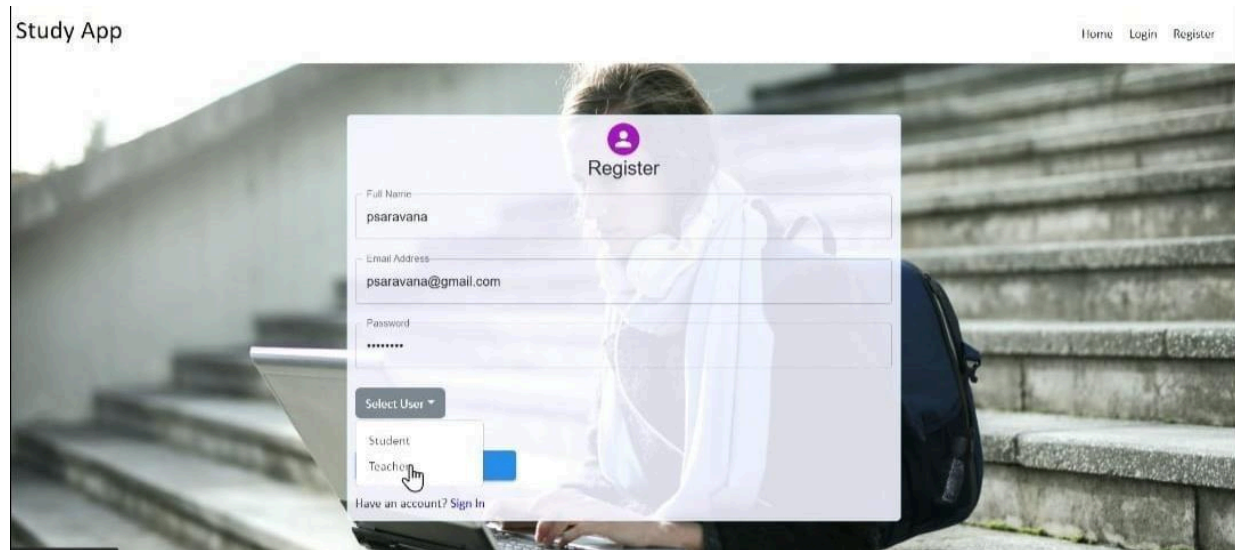 Study App
Home Login Register
Register
Full Name
psaravana
Email Address
psaravana@gmail.com
Password
••••••••
Select User
Student
Teacher
Have an account? Sign In